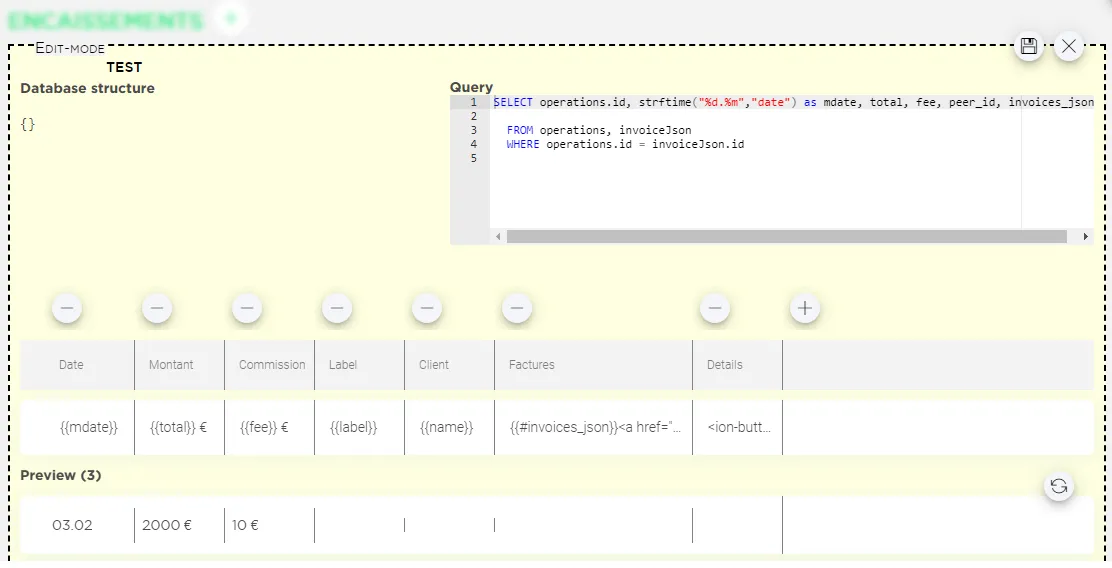 ENCAISSEMENTS
EDIT-MODE
TEST
Database structure
{}
Query
1 SELECT operations.id, strftime("%d.%m","date") as mdate, total, fee, peer_id, invoices_json
2
3 FROM operations, invoiceJson
4 WHERE operations.id = invoiceJson.id
5
Date Montant Commission Label Client Factures Details
{{mdate}} {{total}} € {{fee}} € {{label}} {{name}} {{#invoices_json}}<a href="... <ion-butt...
Preview (3)
03.02 2000 € 10 €